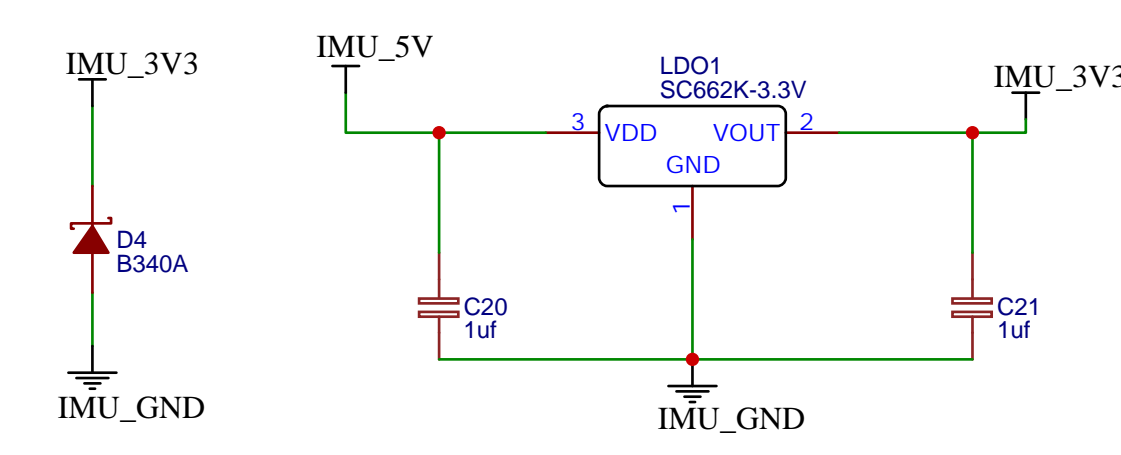 IMU_3V3
D4
B340A
IMU_GND
IMU_5V
LDO1
SC662K-3.3V
3
VDD
VOUT
2
GND
1
IMU_3V3
C20
1uf
C21
1uf
IMU_GND